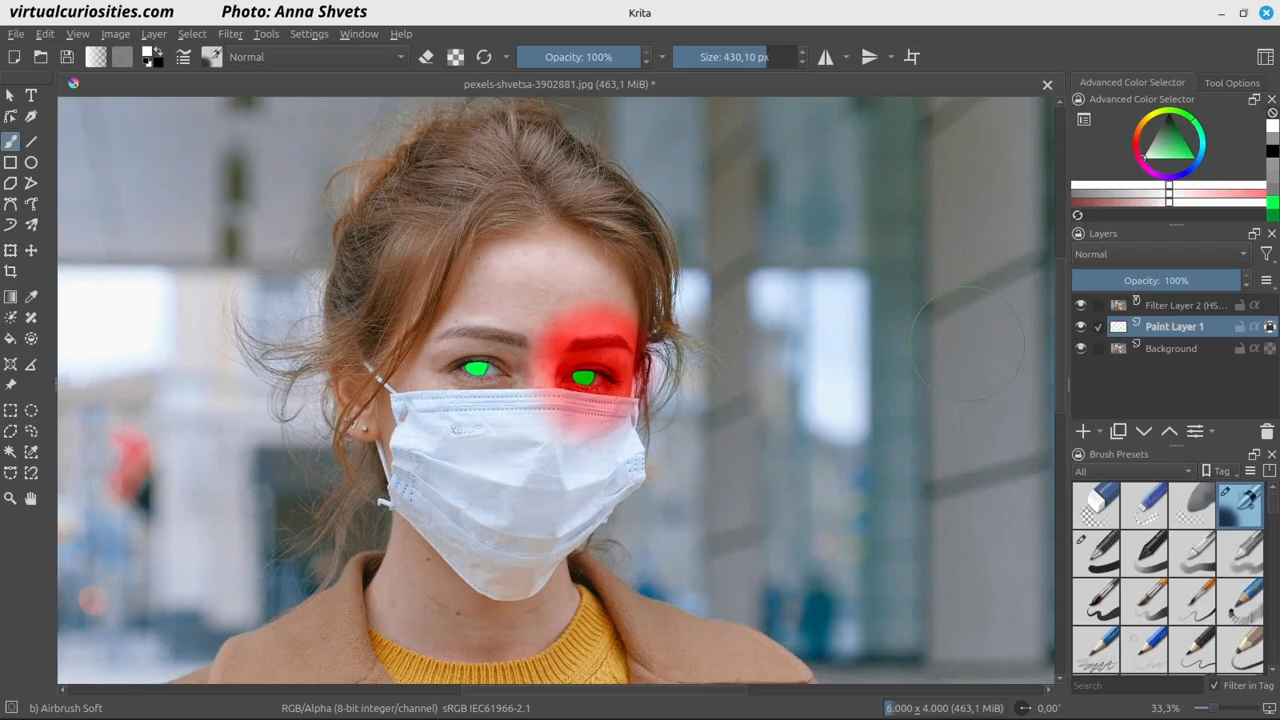 virtualcuriosities.com Photo: Anna Shvets Krita
File Edit View Image Layer Select Filter Tools Settings Window Help
Normal Opacity: 100% Size: 430,10 px
pexels-shvetsa-3902881.jpg (463,1 MiB) *
Advanced Color Selector Tool Options
Advanced Color Selector
Layers
Normal
Opacity: 100%
Filter Layer 2 (HS...
Paint Layer 1
Background
Brush Presets
All Tag
Search Filter in Tag
b) Airbrush Soft RGB/Alpha (8-bit integer/channel) sRGB IEC61966-2.1 6.000 x 4.000 (463,1 MiB) 0,00° 33,3%